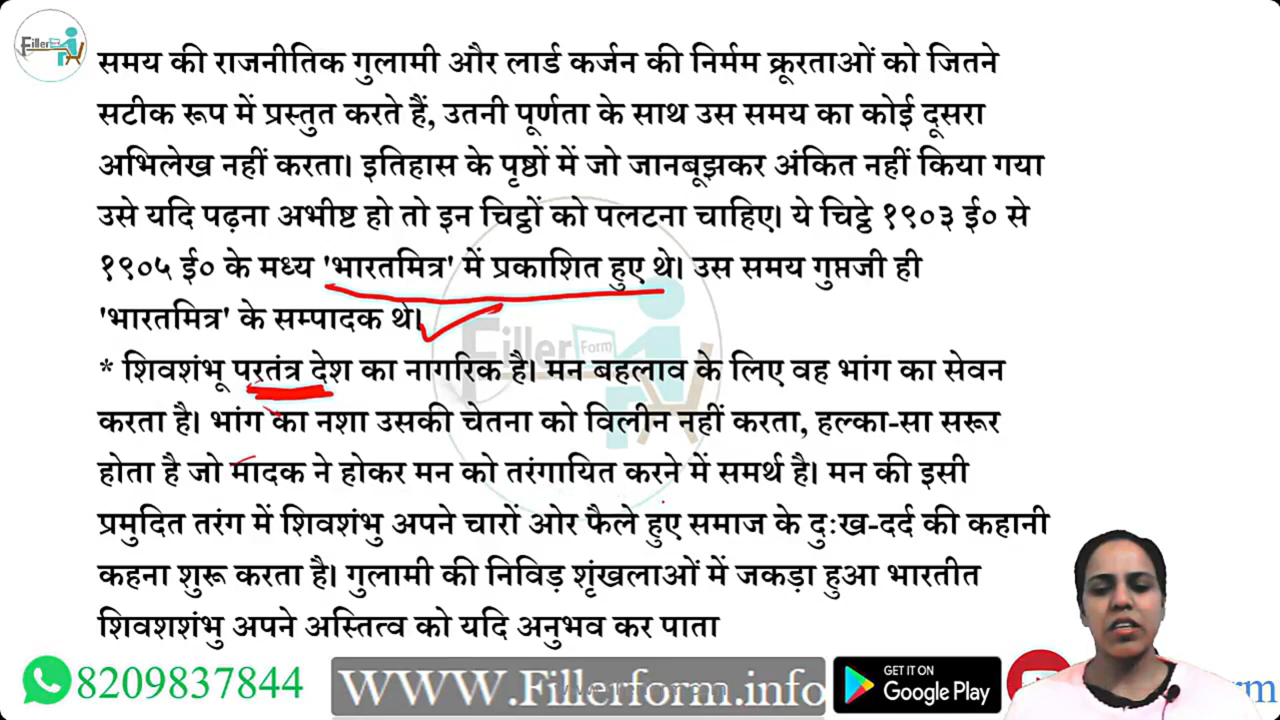 Filler
समय की राजनीतिक गुलामी और लार्ड कर्जन की निर्मम क्रूरताओं को जितने
सटीक रूप में प्रस्तुत करते हैं, उतनी पूर्णता के साथ उस समय का कोई दूसरा
अभिलेख नहीं करता। इतिहास के पृष्ठों में जो जानबूझकर अंकित नहीं किया गया
उसे यदि पढ़ना अभीष्ट हो तो इन चिट्ठों को पलटना चाहिए। ये चिट्ठे १९०३ ई० से
१९०५ ई० के मध्य 'भारतमित्र' में प्रकाशित हुए थे। उस समय गुप्तजी ही
'भारतमित्र' के सम्पादक थे।
Filler Form
* शिवशंभू परतंत्र देश का नागरिक है। मन बहलाव के लिए वह भांग का सेवन
करता है। भांग का नशा उसकी चेतना को विलीन नहीं करता, हल्का-सा सरूर
होता है जो मादक ने होकर मन को तरंगायित करने में समर्थ है। मन की इसी
प्रमुदित तरंग में शिवशंभु अपने चारों ओर फैले हुए समाज के दुःख-दर्द की कहानी
कहना शुरू करता है। गुलामी की निविड़ शृंखलाओं में जकड़ा हुआ भारतीत
शिवशशंभु अपने अस्तित्व को यदि अनुभव कर पाता
8209837844
WWW.Fillerform.info
GET IT ON
Google Play